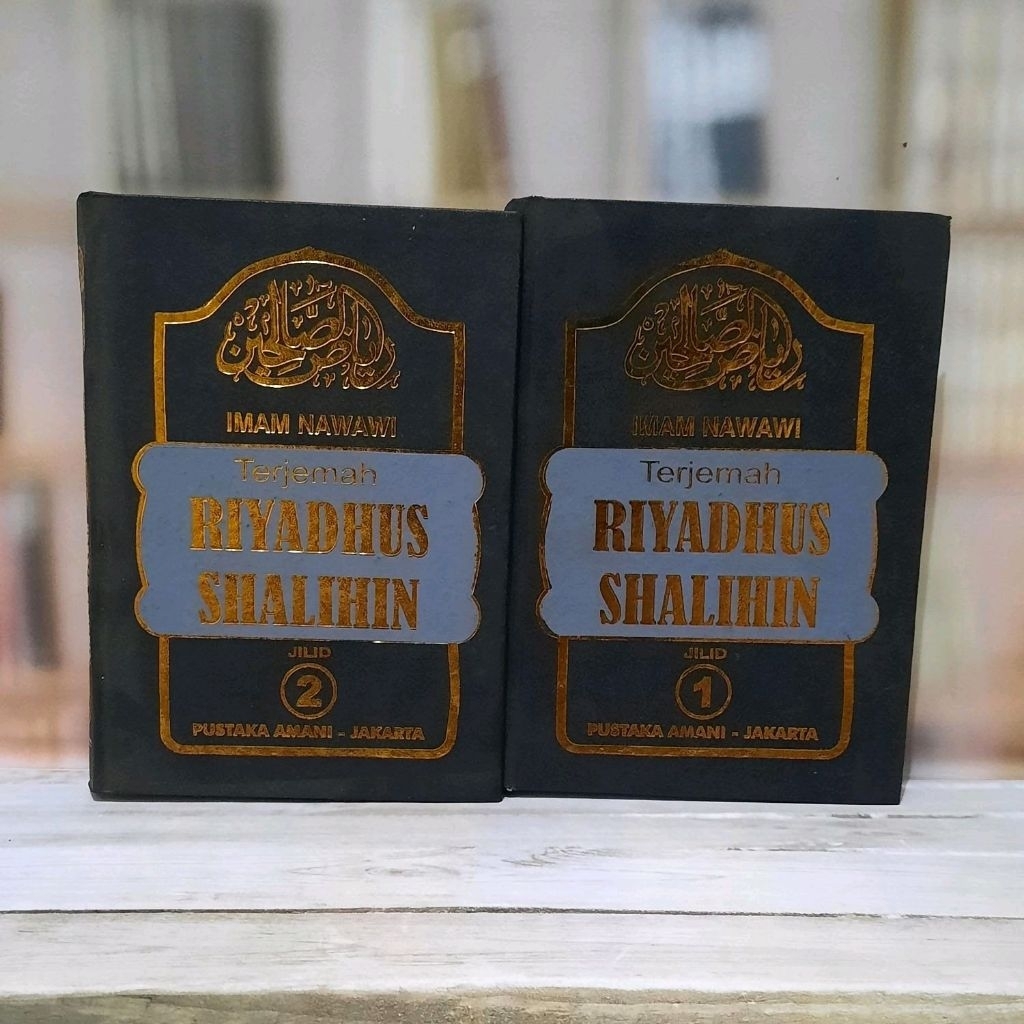 رياض الصالحين
IMAM NAWAWI
Terjemah
RIYADHUS
SHALIHIN
JILID
2
PUSTAKA AMANI - JAKARTA
رياض الصالحين
IMAM NAWAWI
Terjemah
RIYADHUS
SHALIHIN
JILID
1
PUSTAKA AMANI - JAKARTA